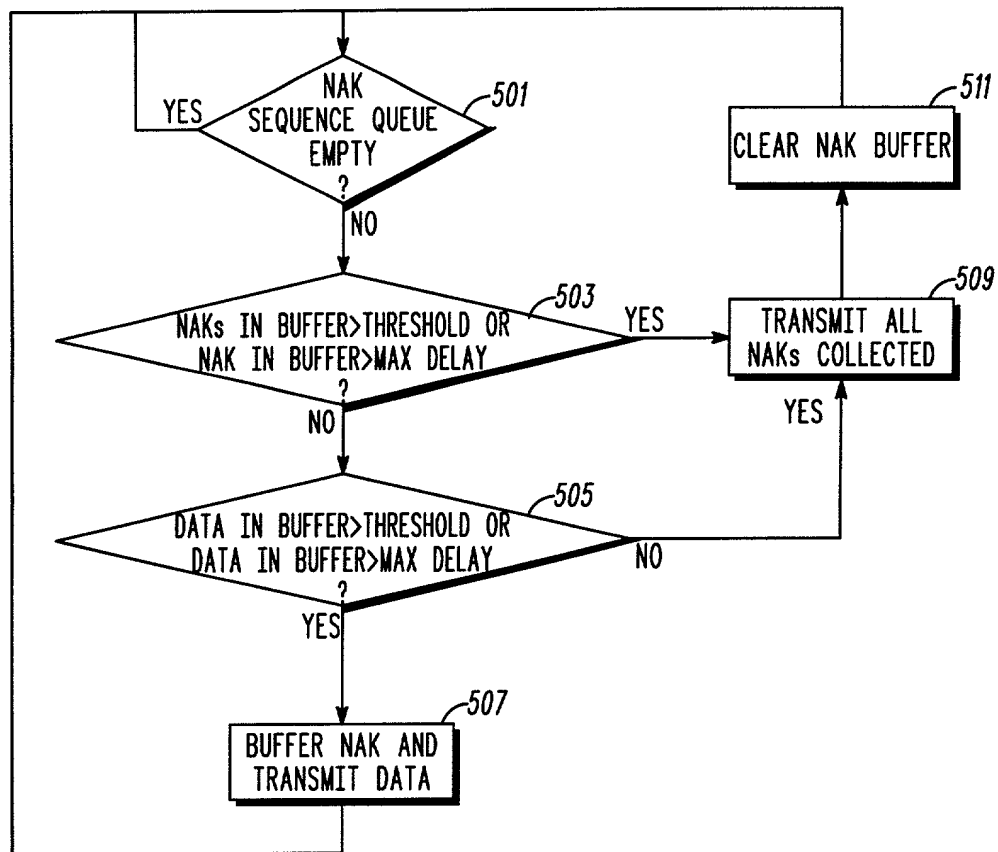 NAK
SEQUENCE QUEUE
EMPTY
?
501
YES
NO
511
CLEAR NAK BUFFER
503
NAKs IN BUFFER>THRESHOLD OR
NAK IN BUFFER>MAX DELAY
?
YES
NO
509
TRANSMIT ALL
NAKs COLLECTED
YES
505
DATA IN BUFFER>THRESHOLD OR
DATA IN BUFFER>MAX DELAY
?
NO
YES
507
BUFFER NAK AND
TRANSMIT DATA